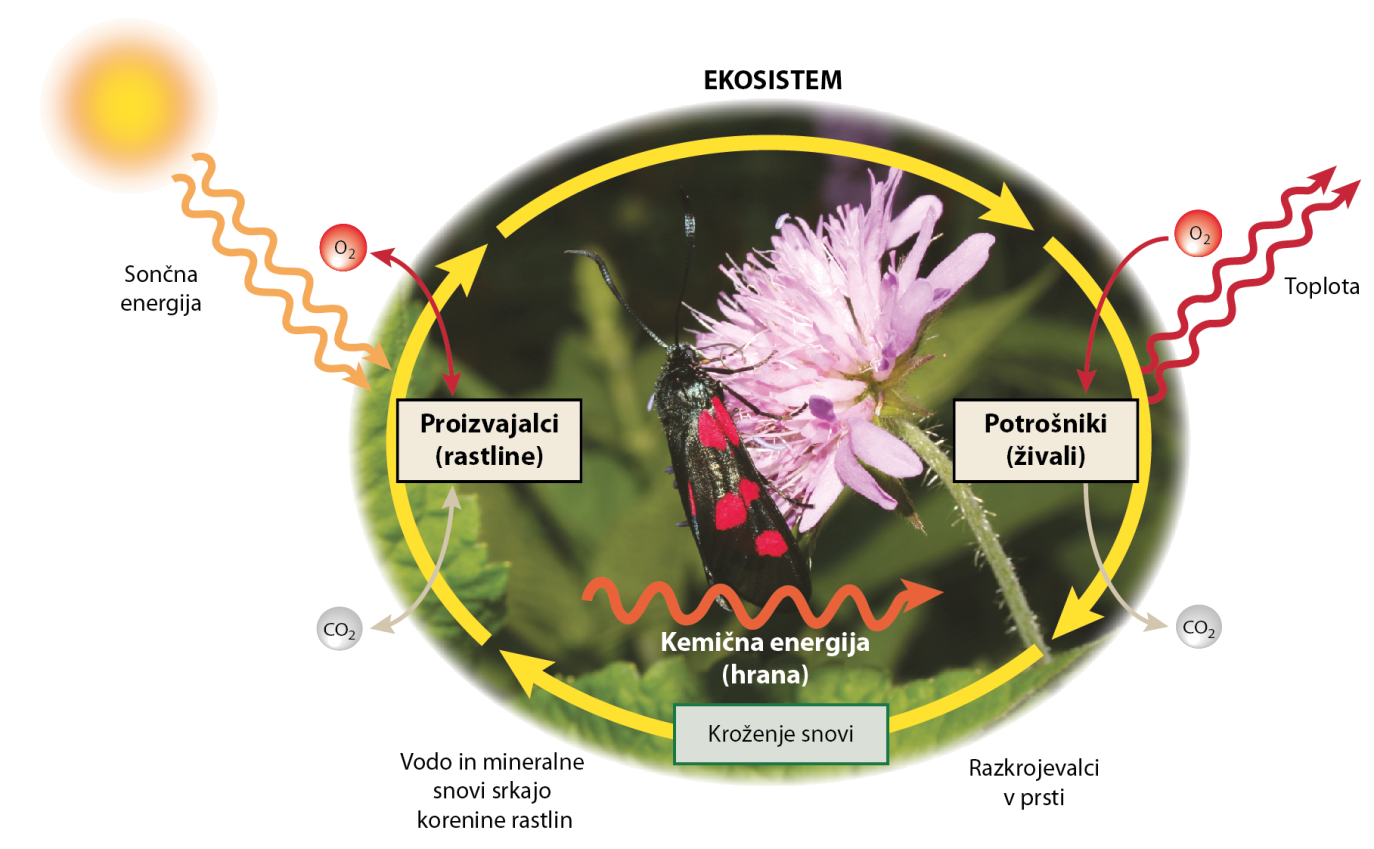 EKOSISTEM
Sončna
energija
O₂
O₂
Toplota
Proizvajalci
(rastline)
Potrošniki
(živali)
CO₂
CO₂
Kemična energija
(hrana)
Kroženje snovi
Vodo in mineralne
snovi srkajo
korenine rastlin
Razkrojevalci
v prsti